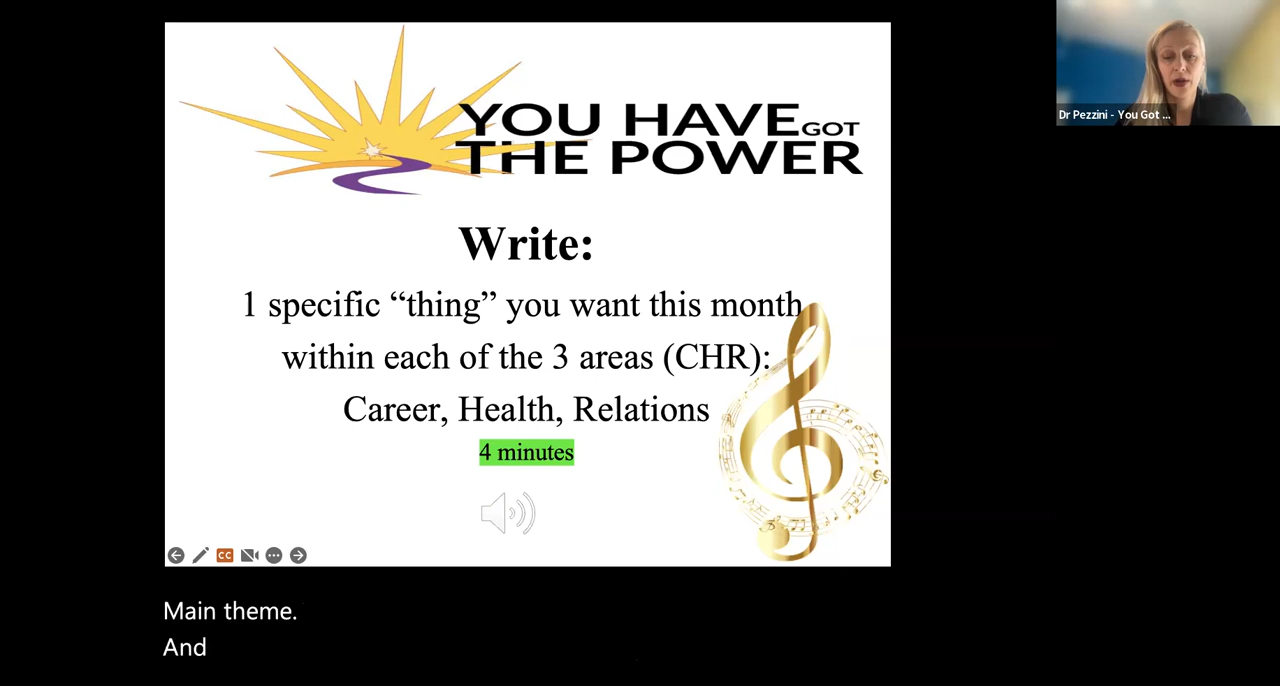 YOU HAVE GOT
THE POWER
Dr Pezzini - You Got ...
Write:
1 specific “thing” you want this month
within each of the 3 areas (CHR):
Career, Health, Relations
4 minutes
CC
Main theme.
And